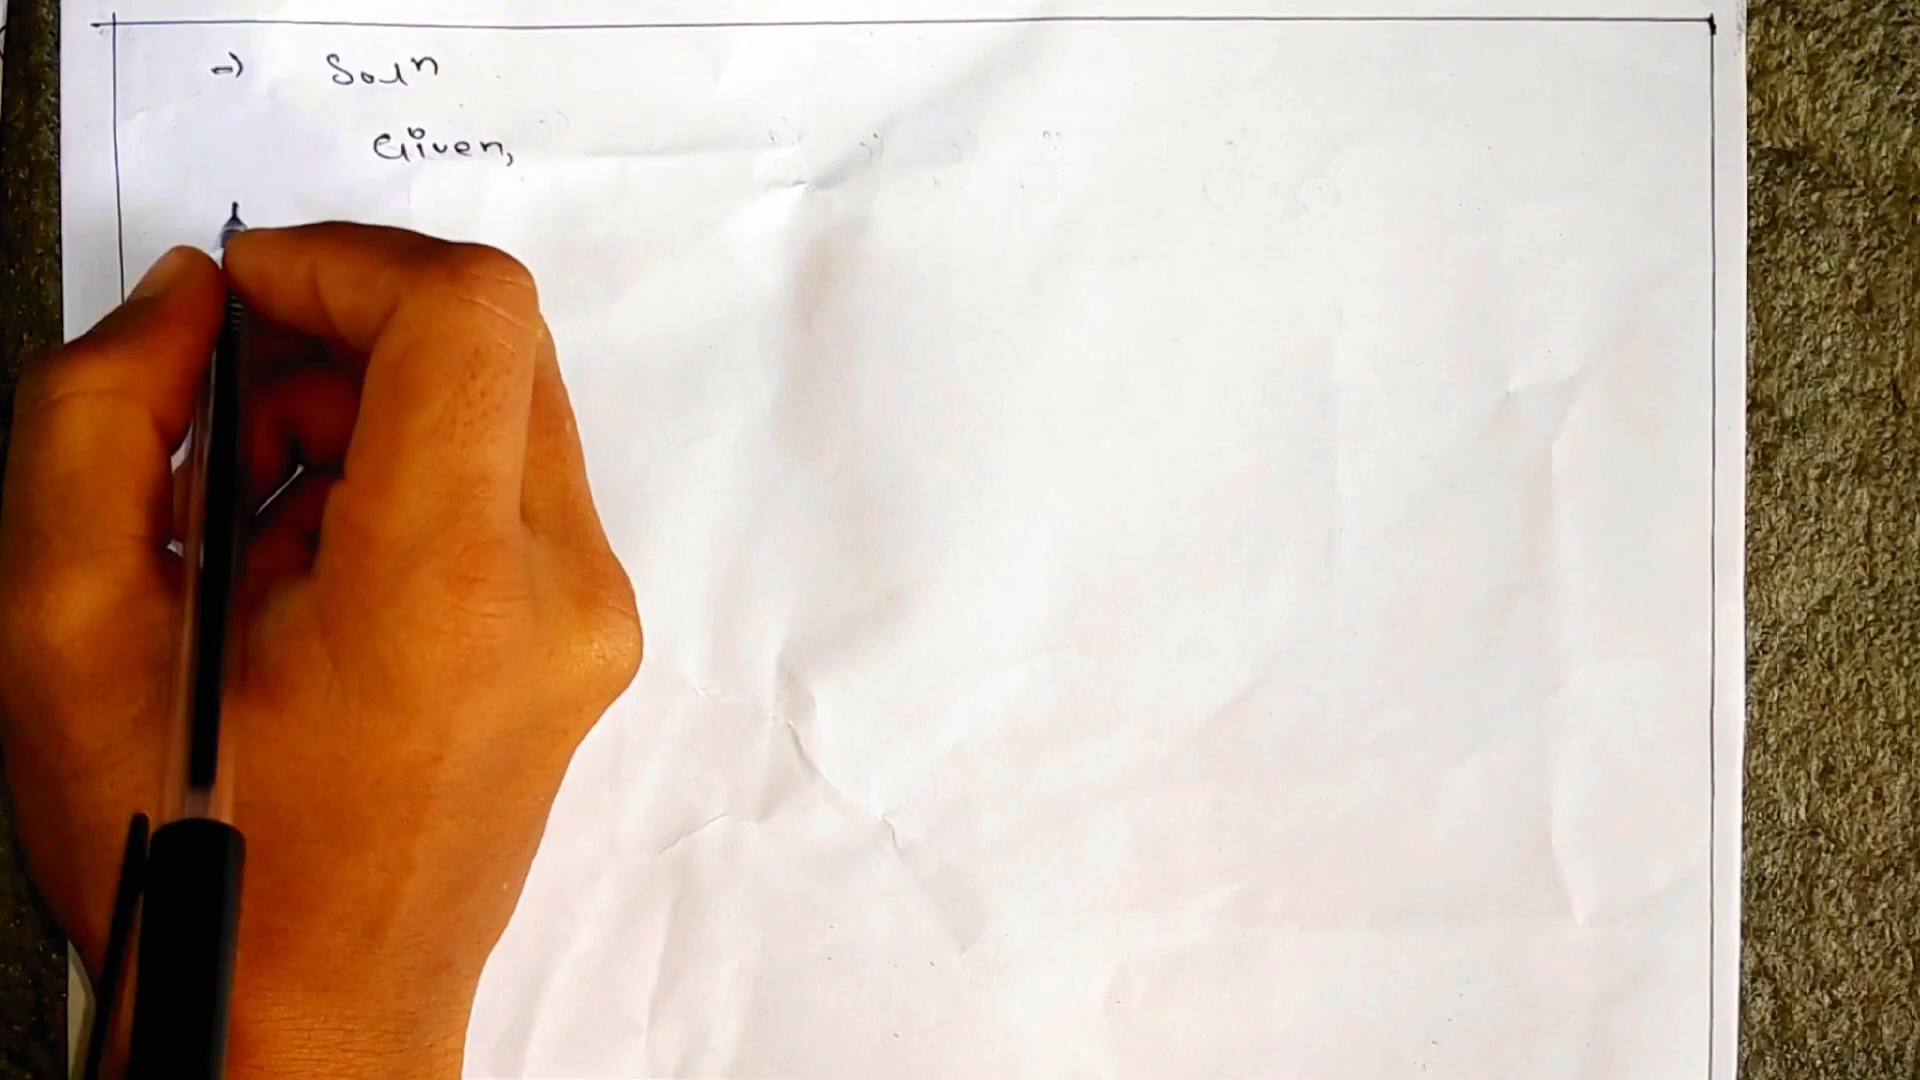 ⇒ Solⁿ
Given,